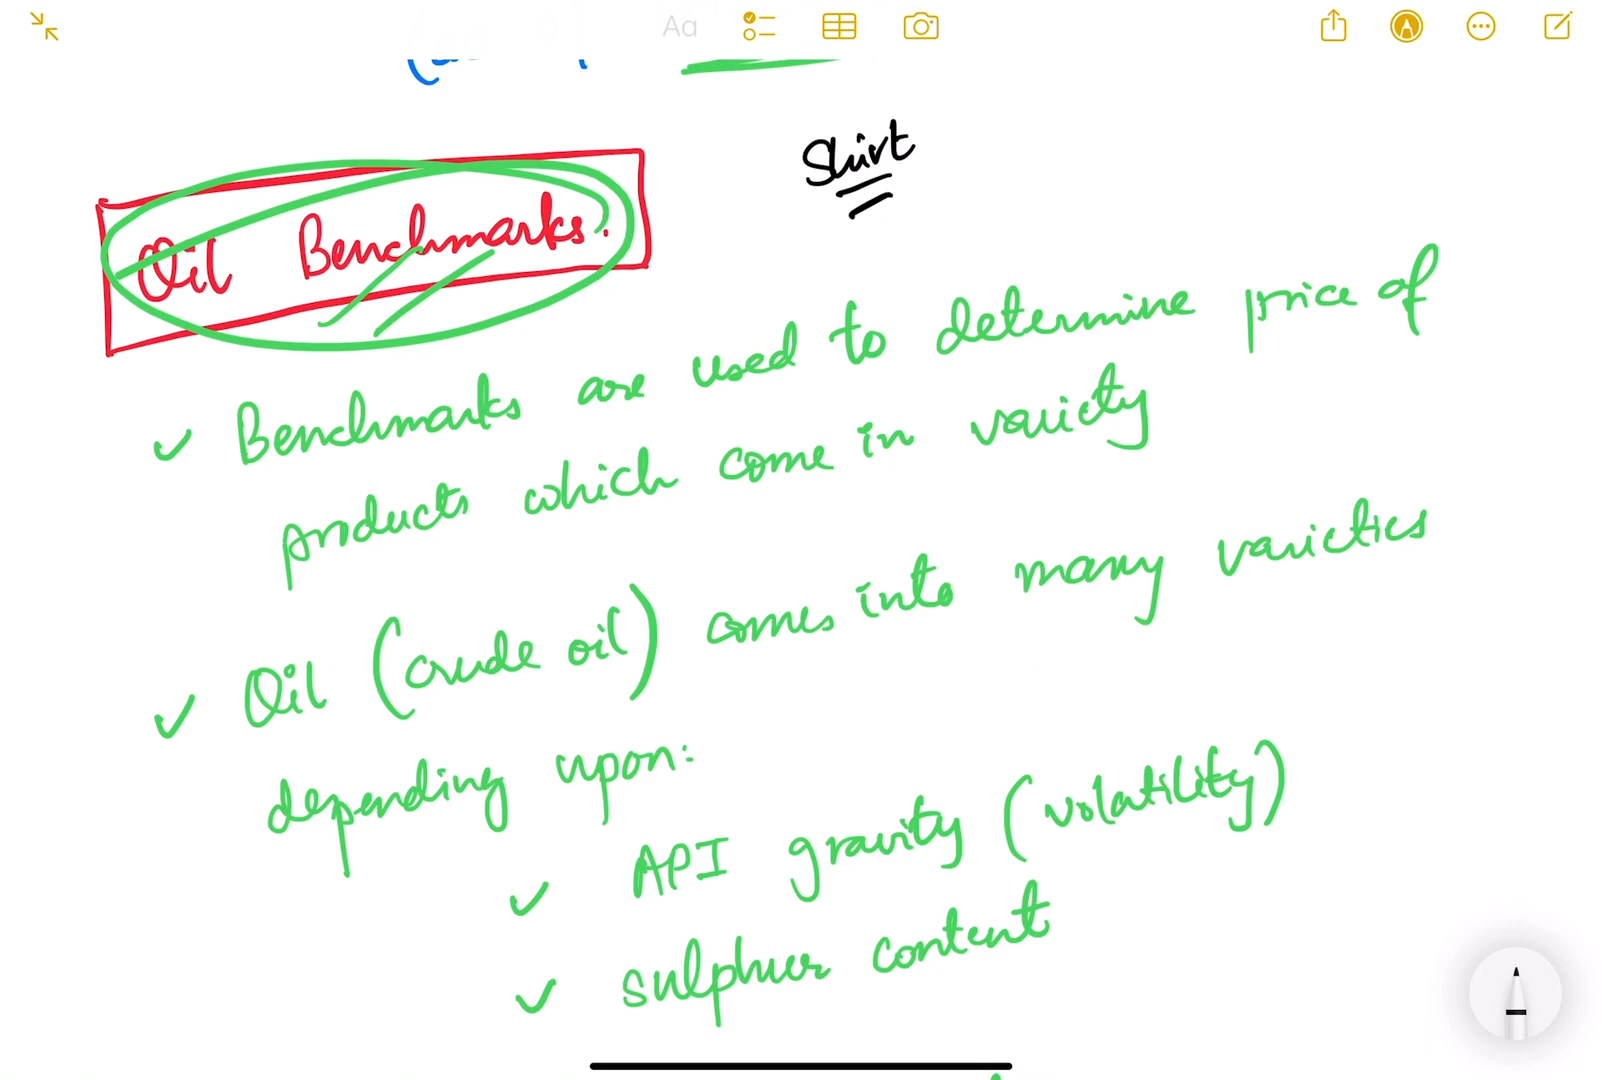 Aa
Shirt
Oil Benchmarks.
Benchmarks are used to determine price of
products which come in variety
Oil (crude oil) comes into many varieties
depending upon:
API gravity (volatility)
sulphur content